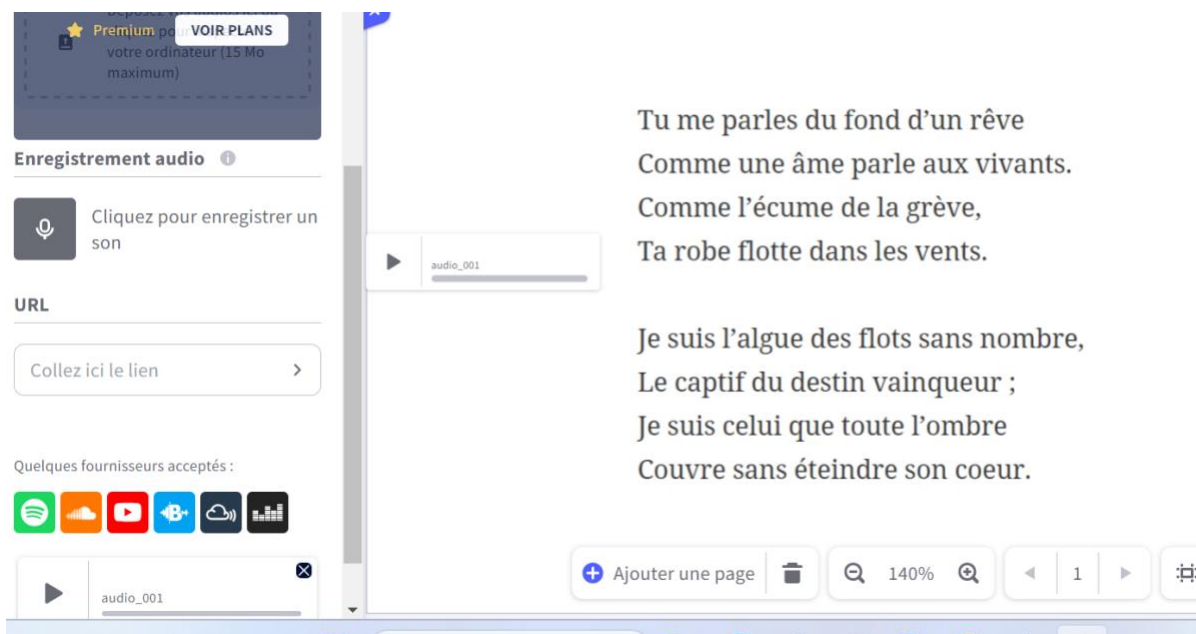 Premium
VOIR PLANS
votre ordinateur (15 Mo
maximum)
Enregistrement audio
Cliquez pour enregistrer un
son
URL
Collez ici le lien
Quelques fournisseurs acceptés :
audio_001
audio_001
Tu me parles du fond d’un rêve
Comme une âme parle aux vivants.
Comme l’écume de la grève,
Ta robe flotte dans les vents.
Je suis l’algue des flots sans nombre,
Le captif du destin vainqueur ;
Je suis celui que toute l’ombre
Couvre sans éteindre son coeur.
Ajouter une page
140%
1